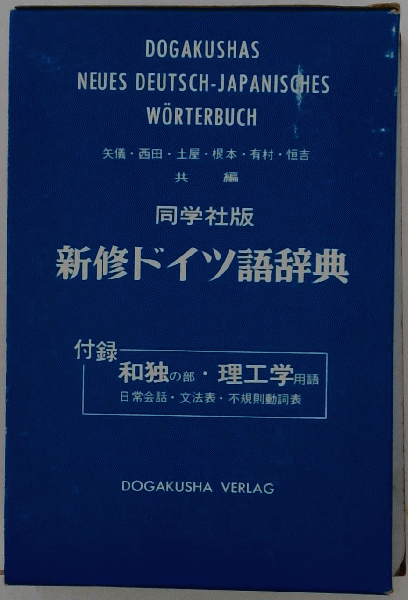 DOGAKUSHAS
NEUES DEUTSCH-JAPANISCHES
WÖRTERBUCH
矢儀・西田・土屋・根本・有村・恒吉
共編
同学社版
新修ドイツ語辞典
付録
和独の部・理工学用語
日常会話・文法表・不規則動詞表
DOGAKUSHA VERLAG